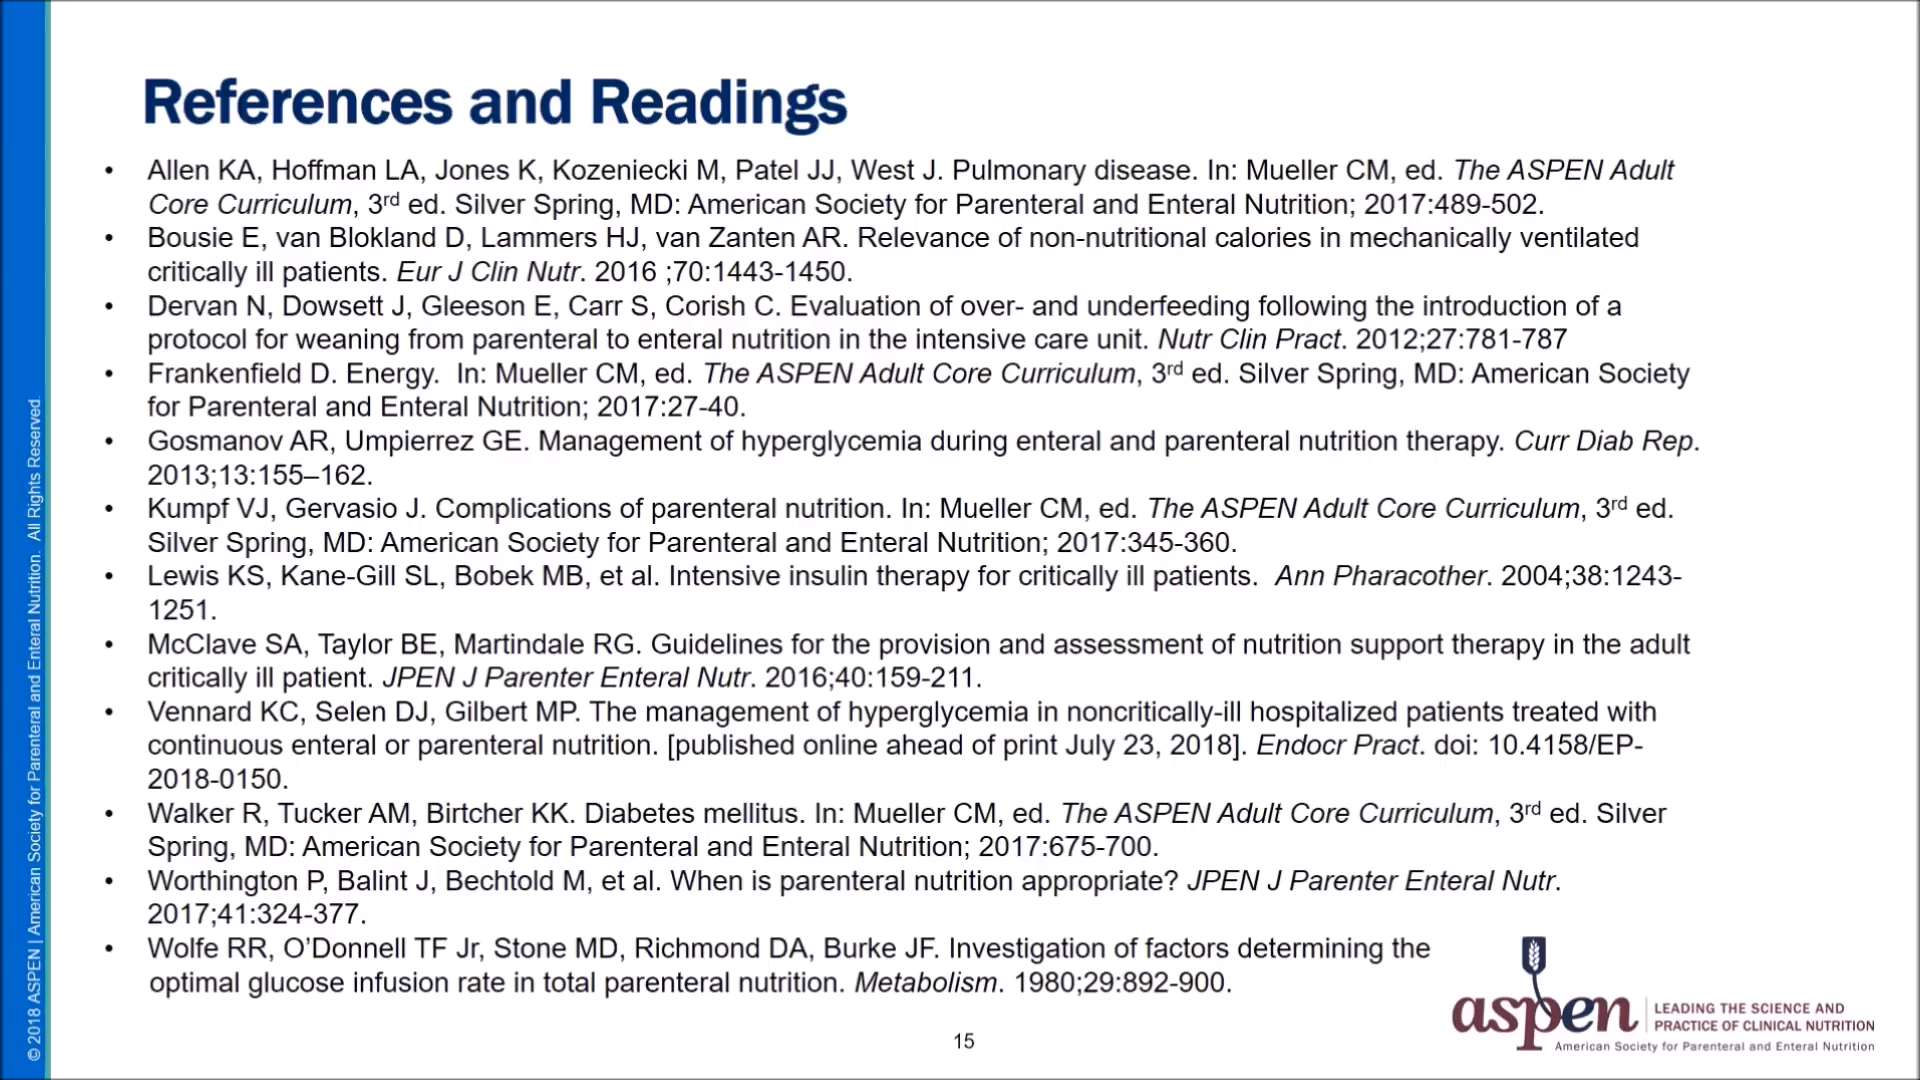 References and Readings
• Allen KA, Hoffman LA, Jones K, Kozeniecki M, Patel JJ, West J. Pulmonary disease. In: Mueller CM, ed. The ASPEN Adult
Core Curriculum, 3rd ed. Silver Spring, MD: American Society for Parenteral and Enteral Nutrition; 2017:489-502.
• Bousie E, van Blokland D, Lammers HJ, van Zanten AR. Relevance of non-nutritional calories in mechanically ventilated
critically ill patients. Eur J Clin Nutr. 2016 ;70:1443-1450.
• Dervan N, Dowsett J, Gleeson E, Carr S, Corish C. Evaluation of over- and underfeeding following the introduction of a
protocol for weaning from parenteral to enteral nutrition in the intensive care unit. Nutr Clin Pract. 2012;27:781-787
• Frankenfield D. Energy.  In: Mueller CM, ed. The ASPEN Adult Core Curriculum, 3rd ed. Silver Spring, MD: American Society
for Parenteral and Enteral Nutrition; 2017:27-40.
• Gosmanov AR, Umpierrez GE. Management of hyperglycemia during enteral and parenteral nutrition therapy. Curr Diab Rep.
2013;13:155–162.
• Kumpf VJ, Gervasio J. Complications of parenteral nutrition. In: Mueller CM, ed. The ASPEN Adult Core Curriculum, 3rd ed.
Silver Spring, MD: American Society for Parenteral and Enteral Nutrition; 2017:345-360.
• Lewis KS, Kane-Gill SL, Bobek MB, et al. Intensive insulin therapy for critically ill patients.  Ann Pharmacother. 2004;38:1243-
1251.
• McClave SA, Taylor BE, Martindale RG. Guidelines for the provision and assessment of nutrition support therapy in the adult
critically ill patient. JPEN J Parenter Enteral Nutr. 2016;40:159-211.
• Vennard KC, Selen DJ, Gilbert MP. The management of hyperglycemia in noncritically-ill hospitalized patients treated with
continuous enteral or parenteral nutrition. [published online ahead of print July 23, 2018]. Endocr Pract. doi: 10.4158/EP-
2018-0150.
• Walker R, Tucker AM, Birtcher KK. Diabetes mellitus. In: Mueller CM, ed. The ASPEN Adult Core Curriculum, 3rd ed. Silver
Spring, MD: American Society for Parenteral and Enteral Nutrition; 2017:675-700.
• Worthington P, Balint J, Bechtold M, et al. When is parenteral nutrition appropriate? JPEN J Parenter Enteral Nutr.
2017;41:324-377.
• Wolfe RR, O’Donnell TF Jr, Stone MD, Richmond DA, Burke JF. Investigation of factors determining the
optimal glucose infusion rate in total parenteral nutrition. Metabolism. 1980;29:892-900.
15
aspen
LEADING THE SCIENCE AND
PRACTICE OF CLINICAL NUTRITION
American Society for Parenteral and Enteral Nutrition
© 2018 ASPEN | American Society for Parenteral and Enteral Nutrition.  All Rights Reserved.